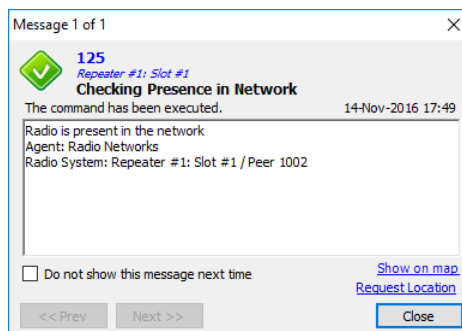 Message 1 of 1
125
Repeater #1: Slot #1
Checking Presence in Network
The command has been executed. 14-Nov-2016 17:49
Radio is present in the network
Agent: Radio Networks
Radio System: Repeater #1: Slot #1 / Peer 1002
Do not show this message next time
Show on map
Request Location
<< Prev Next >> Close